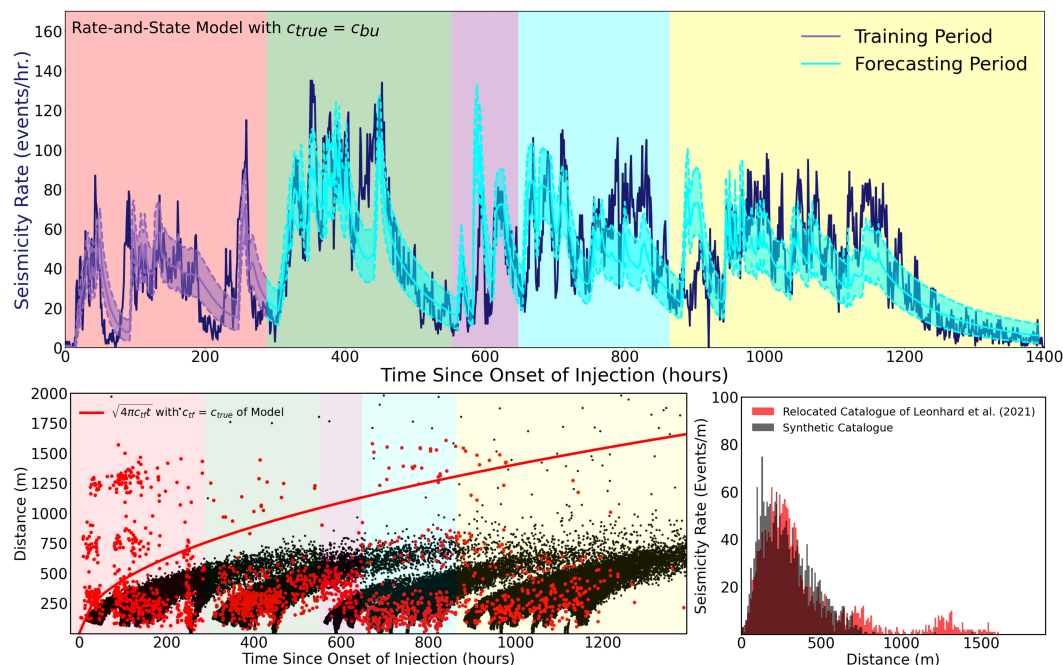 Rate-and-State Model with c_true = c_bu
Training Period
Forecasting Period
Seismicity Rate (events/hr.)
160
140
120
100
80
60
40
20
0
0 200 400 600 800 1000 1200 1400
Time Since Onset of Injection (hours)
√4πc_tf t with c_tf = c_true of Model
Distance (m)
2000
1750
1500
1250
1000
750
500
250
0 200 400 600 800 1000 1200
Time Since Onset of Injection (hours)
Relocated Catalogue of Leonhard et al. (2021)
Synthetic Catalogue
Seismicity Rate (Events/m)
100
80
60
40
20
0 500 1000 1500
Distance (m)